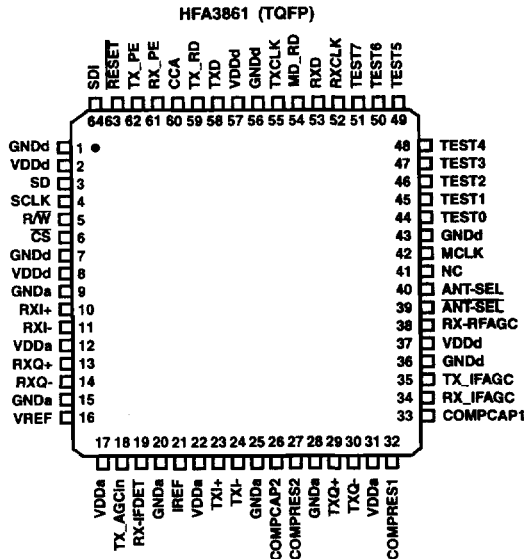 HFA3861 (TQFP)
SDI
RESET
TX_PE
RX_PE
CCA
TX_RD
TXD
VDDd
GNDd
TXCLK
MD_RD
RXD
RXCLK
TEST7
TEST6
TEST5
64 63 62 61 60 59 58 57 56 55 54 53 52 51 50 49
GNDd 1
VDDd 2
SD 3
SCLK 4
R/W 5
CS 6
GNDd 7
VDDd 8
GNDa 9
RXI+ 10
RXI- 11
VDDa 12
RXQ+ 13
RXQ- 14
GNDa 15
VREF 16
48 TEST4
47 TEST3
46 TEST2
45 TEST1
44 TEST0
43 GNDd
42 MCLK
41 NC
40 ANT-SEL
39 ANT-SEL
38 RX-RFAGC
37 VDDd
36 GNDd
35 TX_IFAGC
34 RX_IFAGC
33 COMPCAP1
17 18 19 20 21 22 23 24 25 26 27 28 29 30 31 32
VDDa
TX_AGCin
RX-IFDET
GNDa
IREF
VDDa
TXI+
TXI-
GNDa
COMPCAP2
COMPRES2
GNDa
TXQ+
TXQ-
VDDa
COMPRES1